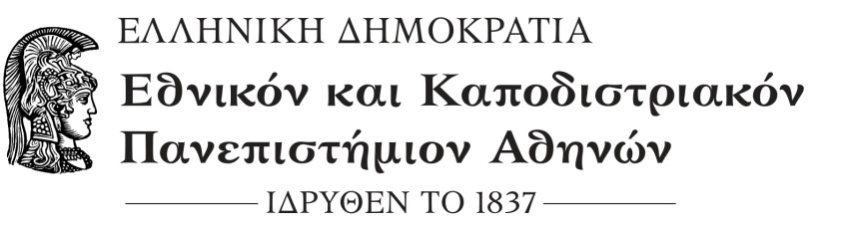 ΕΛΛΗΝΙΚΗ ΔΗΜΟΚΡΑΤΙΑ
Εθνικόν και Καποδιστριακόν
Πανεπιστήμιον Αθηνών
ΙΔΡΥΘΕΝ ΤΟ 1837